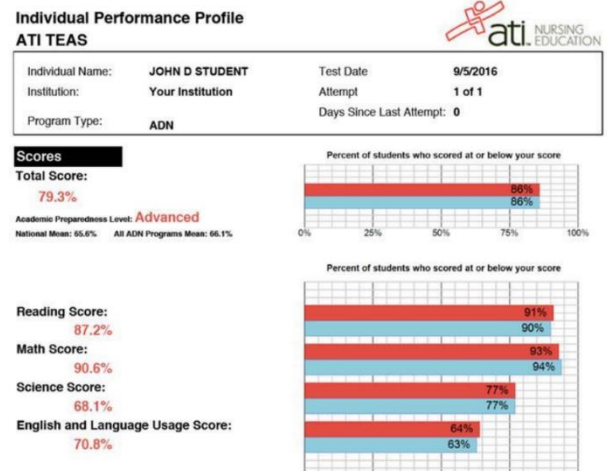 Individual Performance Profile
ATI TEAS
ati NURSING EDUCATION
Individual Name: JOHN D STUDENT Test Date 9/5/2016
Institution: Your Institution Attempt 1 of 1
Days Since Last Attempt: 0
Program Type: ADN
Scores
Percent of students who scored at or below your score
Total Score:
79.3%
86%
86%
Academic Preparedness Level: Advanced
National Mean: 65.6% All ADN Programs Mean: 66.1%
0% 25% 50% 75% 100%
Percent of students who scored at or below your score
Reading Score: 91%
87.2% 90%
Math Score: 93%
90.6% 94%
Science Score: 77%
68.1% 77%
English and Language Usage Score: 64%
70.8% 63%